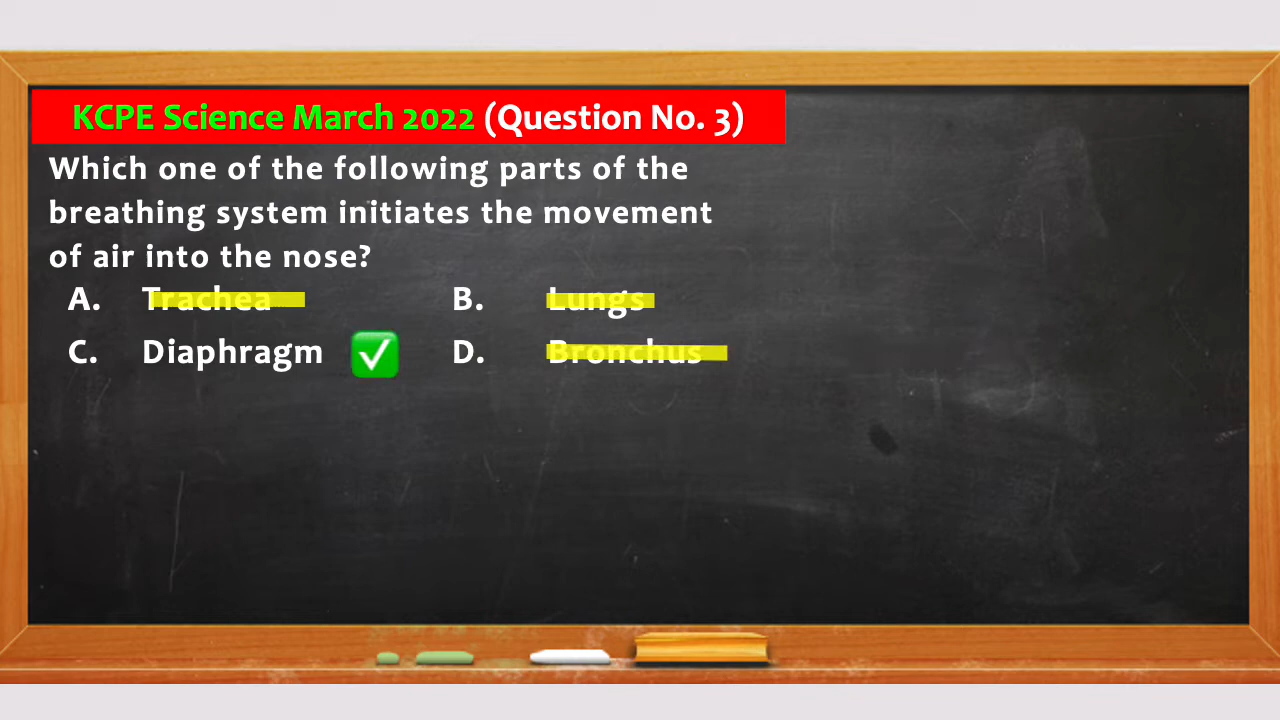 KCPE Science March 2022 (Question No. 3)
Which one of the following parts of the
breathing system initiates the movement
of air into the nose?
A. Trachea B. Lungs
C. Diaphragm D. Bronchus